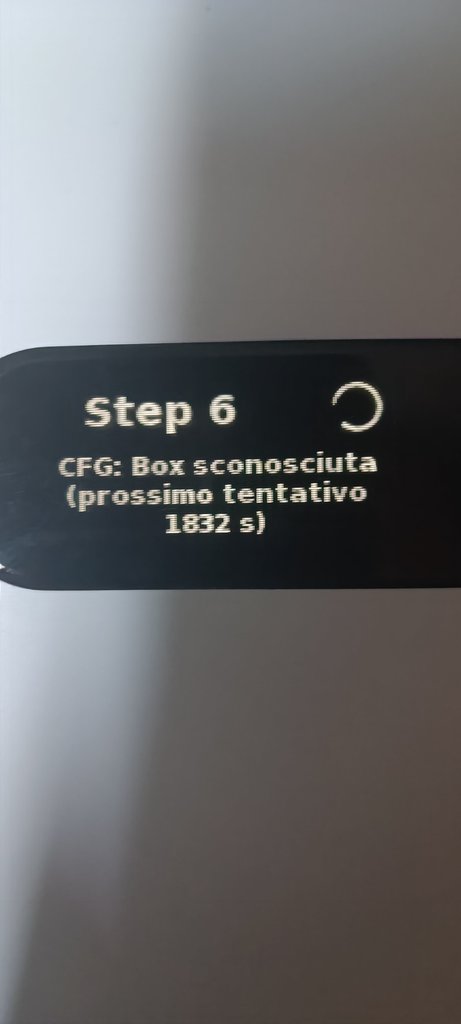 Step 6
CFG: Box sconosciuta
(prossimo tentativo
1832 s)